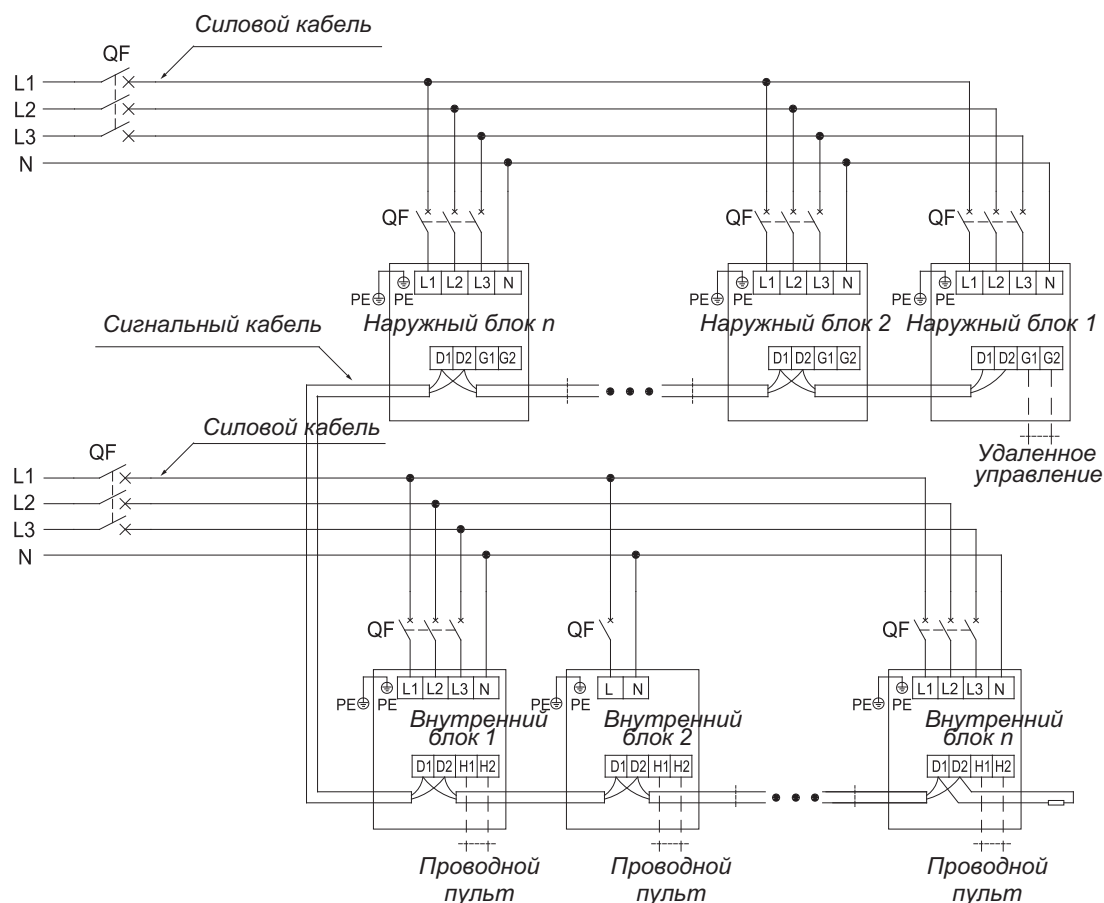 Силовой кабель
QF
L1
L2
L3
N
QF
QF
QF
L1 L2 L3 N
L1 L2 L3 N
L1 L2 L3 N
PE PE
PE PE
PE PE
Наружный блок n
Наружный блок 2
Наружный блок 1
Сигнальный кабель
D1 D2 G1 G2
D1 D2 G1 G2
D1 D2 G1 G2
Удаленное
управление
Силовой кабель
QF
L1
L2
L3
N
QF
QF
QF
L1 L2 L3 N
L N
L1 L2 L3 N
PE PE
PE PE
PE PE
Внутренний
блок 1
Внутренний
блок 2
Внутренний
блок n
D1 D2 H1 H2
D1 D2 H1 H2
D1 D2 H1 H2
Проводной
пульт
Проводной
пульт
Проводной
пульт